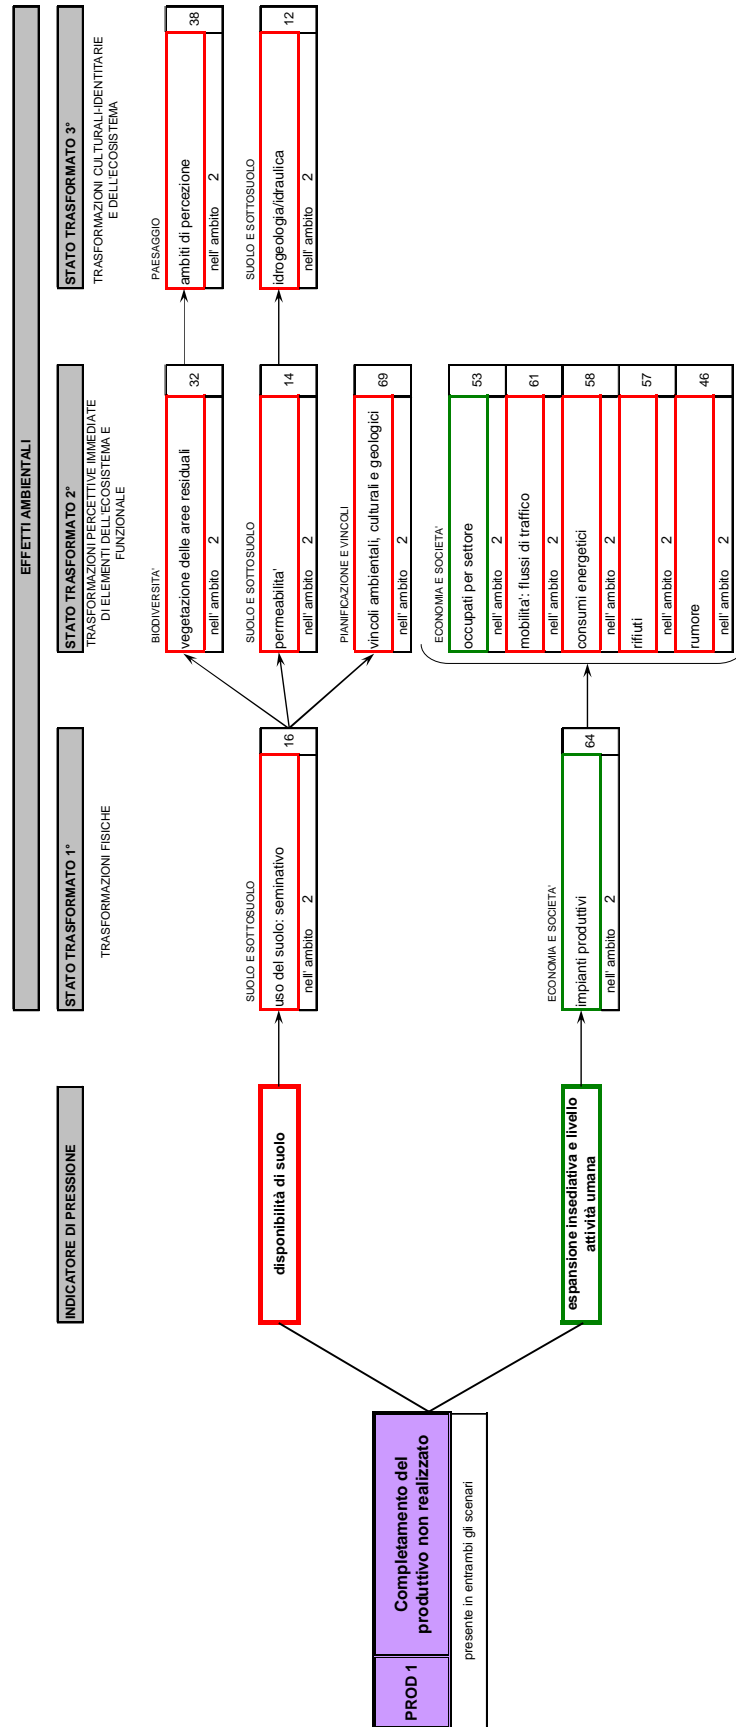 EFFETTI AMBIENTALI
INDICATORE DI PRESSIONE
STATO TRASFORMATO 1°
STATO TRASFORMATO 2°
STATO TRASFORMATO 3°
TRASFORMAZIONI FISICHE
TRASFORMAZIONI PERCETTIVE IMMEDIATE
DI ELEMENTI DELL'ECOSISTEMA E
FUNZIONALE
TRASFORMAZIONI CULTURALI-IDENTITARIE
E DELL'ECOSISTEMA
BIODIVERSITA'
vegetazione delle aree residuali
32
nell' ambito 2
PAESAGGIO
ambiti di percezione
38
nell' ambito 2
disponibilità di suolo
SUOLO E SOTTOSUOLO
uso del suolo: seminativo
16
nell' ambito 2
SUOLO E SOTTOSUOLO
permeabilita'
14
nell' ambito 2
SUOLO E SOTTOSUOLO
idrogeologia/idraulica
12
nell' ambito 2
PIANIFICAZIONE E VINCOLI
vincoli ambientali, culturali e geologici
69
nell' ambito 2
PROD 1
Completamento del
produttivo non realizzato
presente in entrambi gli scenari
espansione insediativa e livello
attività umana
ECONOMIA E SOCIETA'
impianti produttivi
64
nell' ambito 2
ECONOMIA E SOCIETA'
occupati per settore
53
nell' ambito 2
mobilita': flussi di traffico
61
nell' ambito 2
consumi energetici
58
nell' ambito 2
rifiuti
57
nell' ambito 2
rumore
46
nell' ambito 2